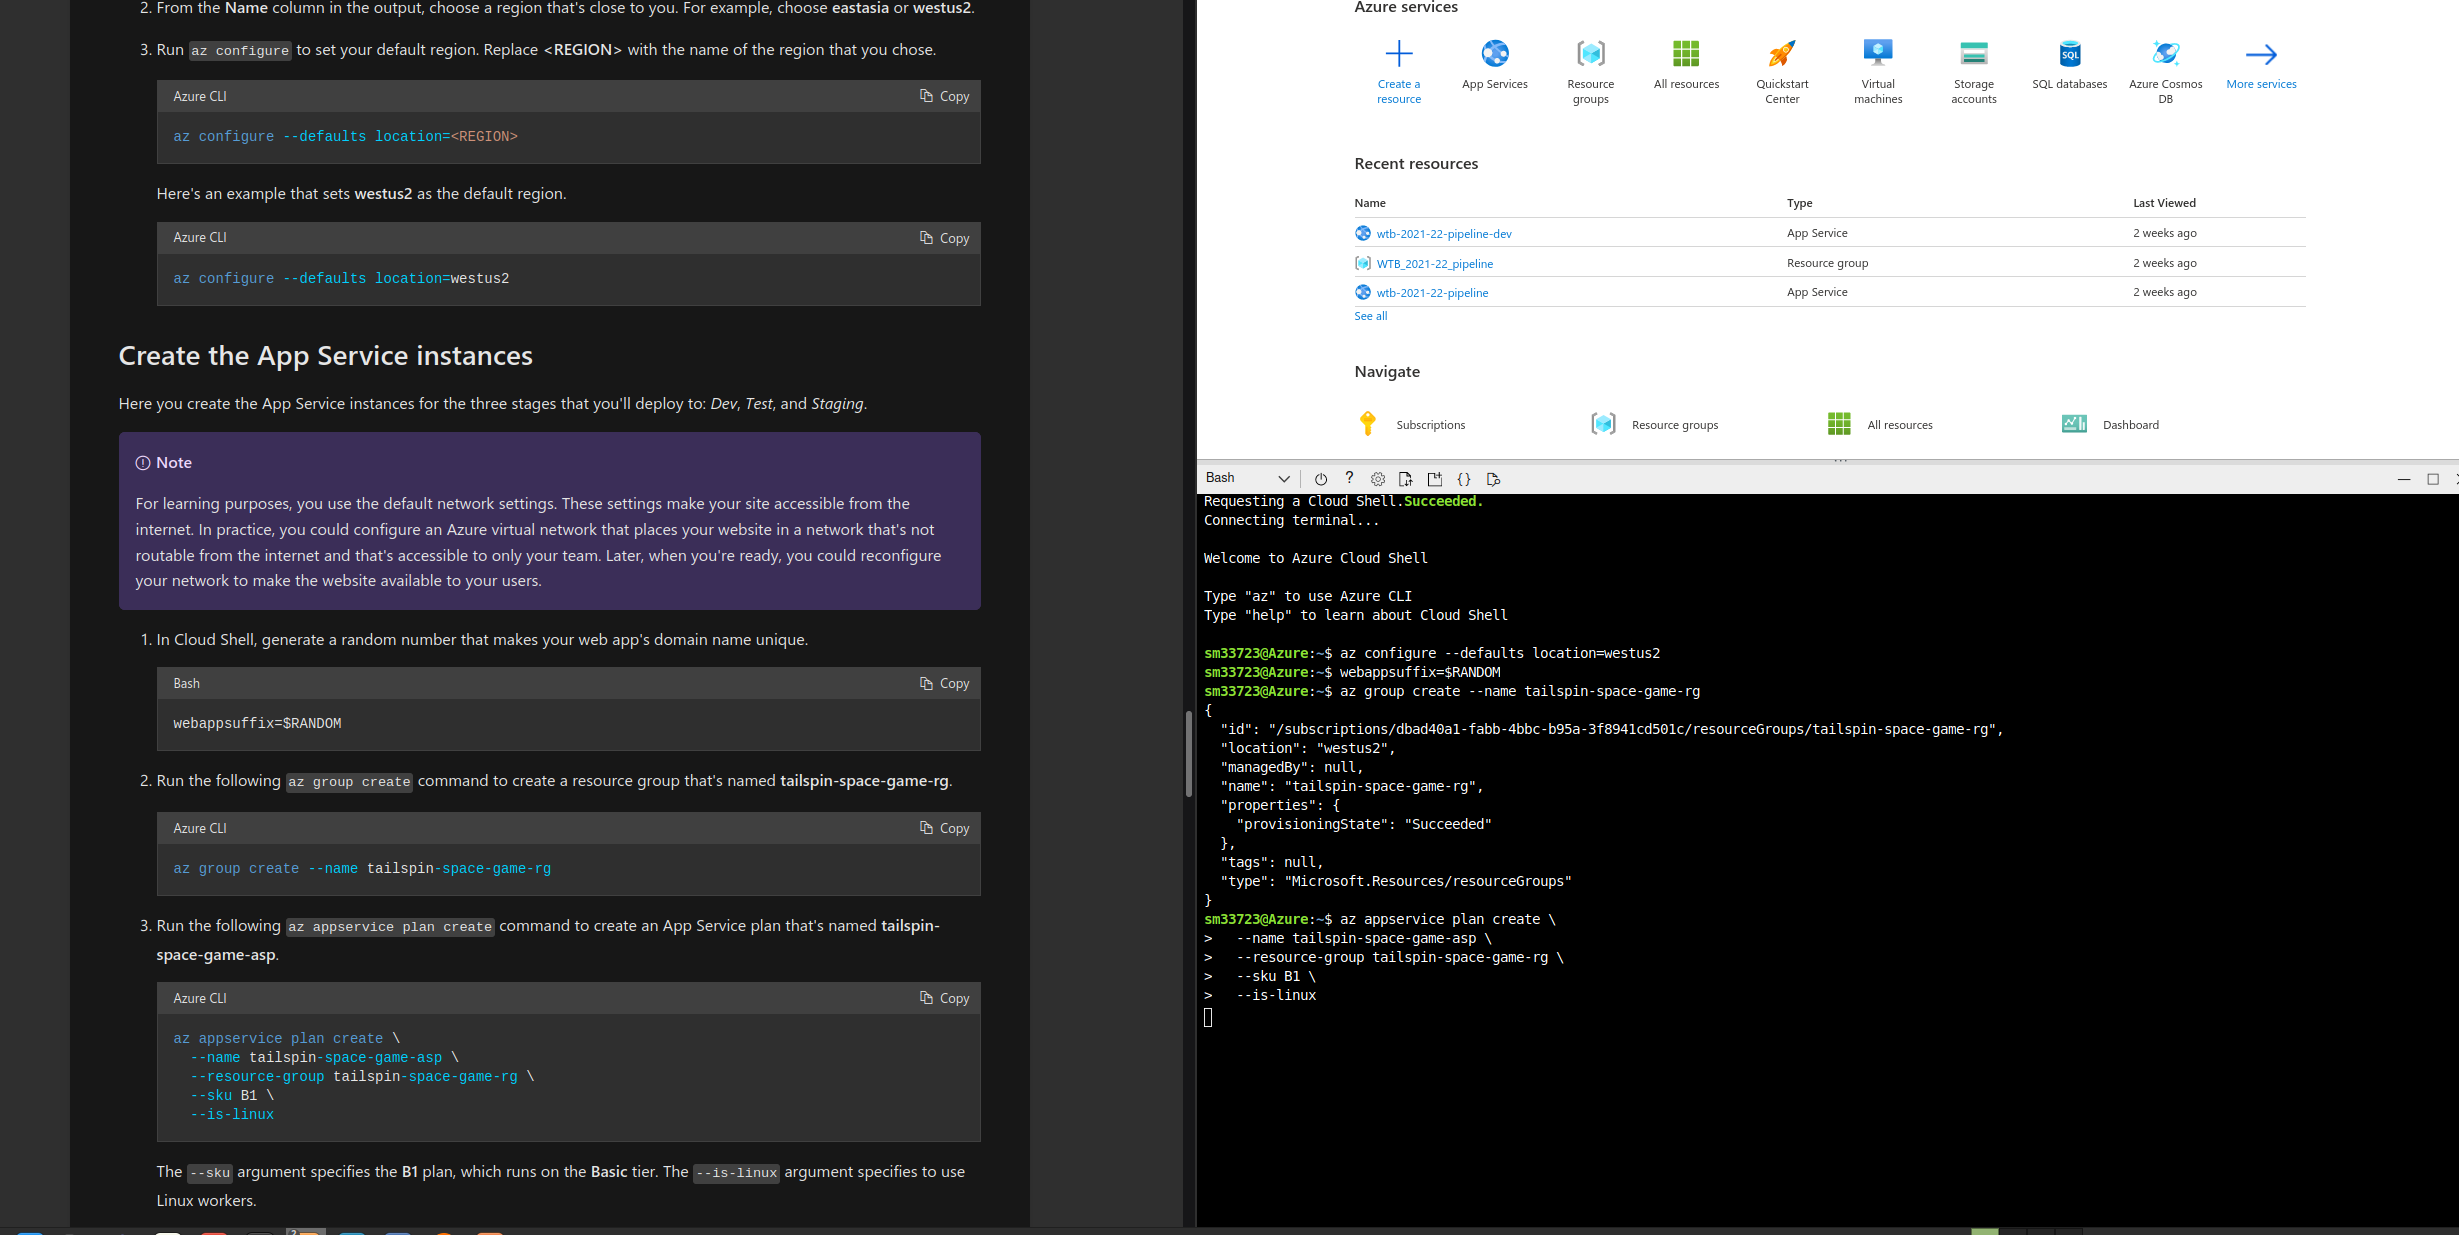 2. From the Name column in the output, choose a region that's close to you. For example, choose eastasia or westus2.
3. Run az configure to set your default region. Replace <REGION> with the name of the region that you chose.
Azure CLI
Copy
az configure --defaults location=<REGION>
Here's an example that sets westus2 as the default region.
Azure CLI
Copy
az configure --defaults location=westus2
Create the App Service instances
Here you create the App Service instances for the three stages that you'll deploy to: Dev, Test, and Staging.
Note
For learning purposes, you use the default network settings. These settings make your site accessible from the
internet. In practice, you could configure an Azure virtual network that places your website in a network that's not
routable from the internet and that's accessible to only your team. Later, when you're ready, you could reconfigure
your network to make the website available to your users.
1. In Cloud Shell, generate a random number that makes your web app's domain name unique.
Bash
Copy
webappsuffix=$RANDOM
2. Run the following az group create command to create a resource group that's named tailspin-space-game-rg.
Azure CLI
Copy
az group create --name tailspin-space-game-rg
3. Run the following az appservice plan create command to create an App Service plan that's named tailspin-
space-game-asp.
Azure CLI
Copy
az appservice plan create \
--name tailspin-space-game-asp \
--resource-group tailspin-space-game-rg \
--sku B1 \
--is-linux
The --sku argument specifies the B1 plan, which runs on the Basic tier. The --is-linux argument specifies to use
Linux workers.
Azure services
Create a
resource
App Services
Resource
groups
All resources
Quickstart
Center
Virtual
machines
Storage
accounts
SQL
SQL databases
Azure Cosmos
DB
More services
Recent resources
Name Type Last Viewed
wtb-2021-22-pipeline-dev App Service 2 weeks ago
WTB_2021-22_pipeline Resource group 2 weeks ago
wtb-2021-22-pipeline App Service 2 weeks ago
See all
Navigate
Subscriptions Resource groups All resources Dashboard
Bash ? {}
Requesting a Cloud Shell.Succeeded.
Connecting terminal...
Welcome to Azure Cloud Shell
Type "az" to use Azure CLI
Type "help" to learn about Cloud Shell
sm33723@Azure:~$ az configure --defaults location=westus2
sm33723@Azure:~$ webappsuffix=$RANDOM
sm33723@Azure:~$ az group create --name tailspin-space-game-rg
{
"id": "/subscriptions/dbad40a1-fabb-4bbc-b95a-3f8941cd501c/resourceGroups/tailspin-space-game-rg",
"location": "westus2",
"managedBy": null,
"name": "tailspin-space-game-rg",
"properties": {
"provisioningState": "Succeeded"
},
"tags": null,
"type": "Microsoft.Resources/resourceGroups"
}
sm33723@Azure:~$ az appservice plan create \
> --name tailspin-space-game-asp \
> --resource-group tailspin-space-game-rg \
> --sku B1 \
> --is-linux